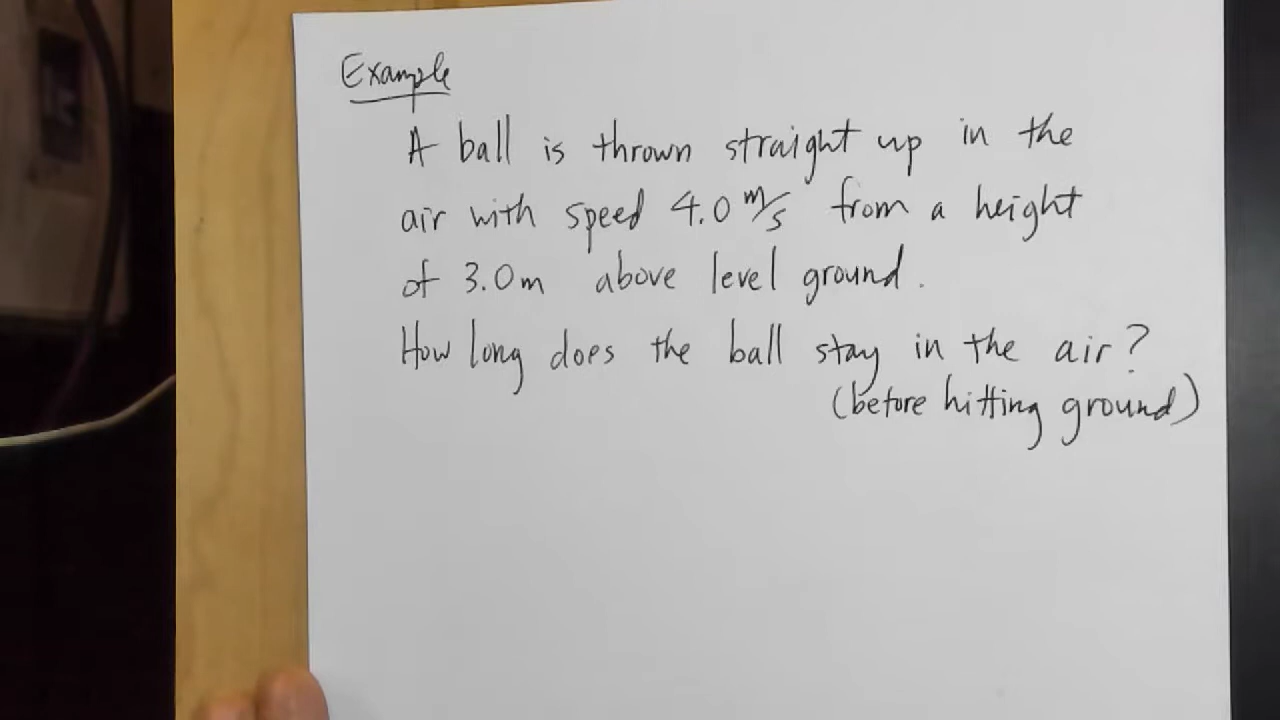 Example
A ball is thrown straight up in the
air with speed 4.0 m/s from a height
of 3.0m above level ground.
How long does the ball stay in the air?
(before hitting ground)